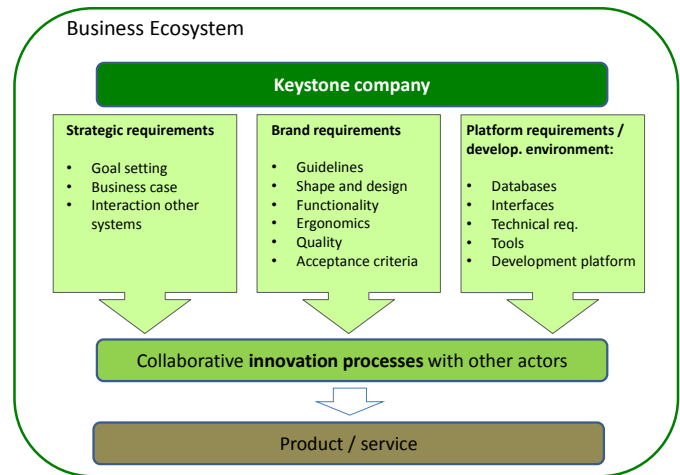 Business Ecosystem
Keystone company
Strategic requirements
• Goal setting
• Business case
• Interaction other
systems
Brand requirements
• Guidelines
• Shape and design
• Functionality
• Ergonomics
• Quality
• Acceptance criteria
Platform requirements /
develop. environment:
• Databases
• Interfaces
• Technical req.
• Tools
• Development platform
Collaborative innovation processes with other actors
Product / service